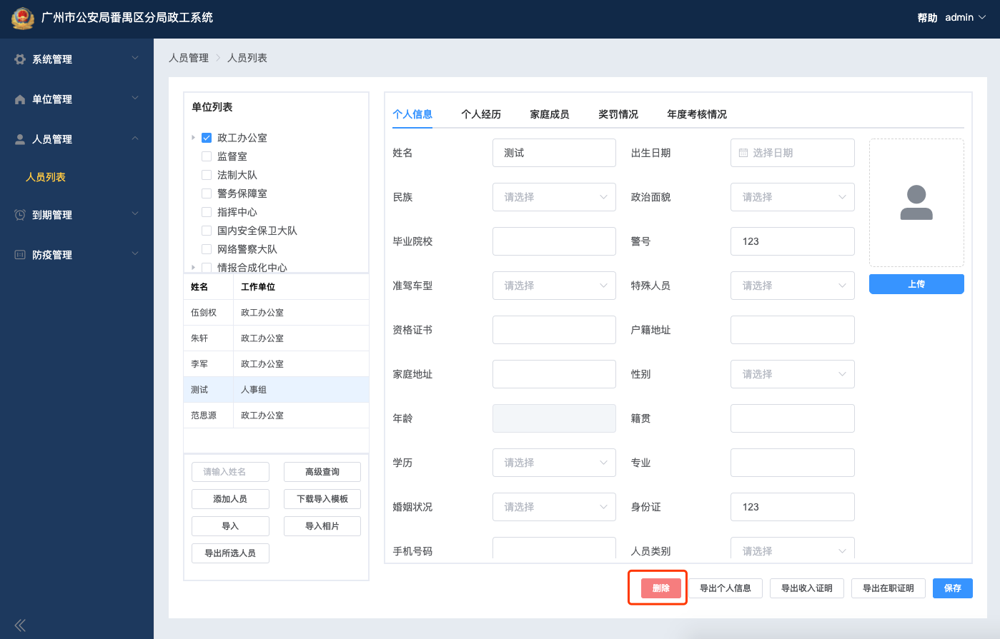 广州市公安局番禺区分局政工系统
帮助 admin
系统管理
单位管理
人员管理
人员列表
到期管理
防疫管理
人员管理 人员列表
单位列表
政工办公室
监督室
法制大队
警务保障室
指挥中心
国内安全保卫大队
网络警察大队
情报合成化中心
姓名 工作单位
伍剑权 政工办公室
朱轩 政工办公室
李军 政工办公室
测试 人事组
范思源 政工办公室
请输入姓名 高级查询
添加人员 下载导入模板
导入 导入相片
导出所选人员
个人信息 个人经历 家庭成员 奖罚情况 年度考核情况
姓名 测试 出生日期 选择日期
民族 请选择 政治面貌 请选择
毕业院校 警号 123
准驾车型 请选择 特殊人员 请选择
资格证书 户籍地址
家庭地址 性别 请选择
年龄 籍贯
学历 请选择 专业
婚姻状况 请选择 身份证 123
手机号码 人员类别 请选择
上传
删除 导出个人信息 导出收入证明 导出在职证明 保存